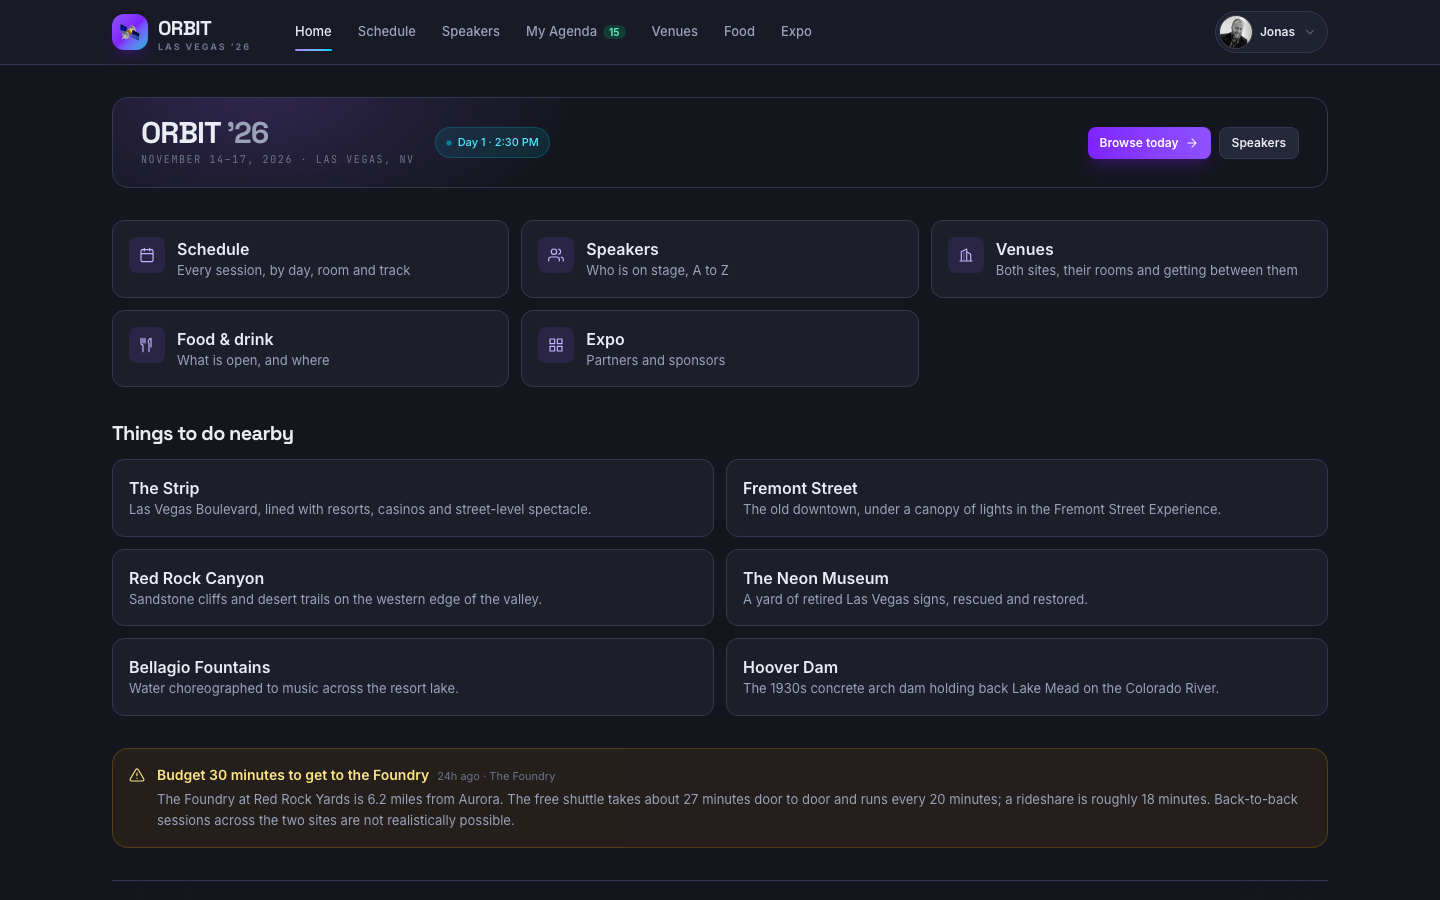 ORBIT
LAS VEGAS '26
Home
Schedule
Speakers
My Agenda 15
Venues
Food
Expo
Jonas
ORBIT ’26
NOVEMBER 14–17, 2026 · LAS VEGAS, NV
Day 1 · 2:30 PM
Browse today
Speakers
Schedule
Every session, by day, room and track
Speakers
Who is on stage, A to Z
Venues
Both sites, their rooms and getting between them
Food & drink
What is open, and where
Expo
Partners and sponsors
Things to do nearby
The Strip
Las Vegas Boulevard, lined with resorts, casinos and street-level spectacle.
Fremont Street
The old downtown, under a canopy of lights in the Fremont Street Experience.
Red Rock Canyon
Sandstone cliffs and desert trails on the western edge of the valley.
The Neon Museum
A yard of retired Las Vegas signs, rescued and restored.
Bellagio Fountains
Water choreographed to music across the resort lake.
Hoover Dam
The 1930s concrete arch dam holding back Lake Mead on the Colorado River.
Budget 30 minutes to get to the Foundry 24h ago · The Foundry
The Foundry at Red Rock Yards is 6.2 miles from Aurora. The free shuttle takes about 27 minutes door to door and runs every 20 minutes; a rideshare is roughly 18 minutes. Back-to-back
sessions across the two sites are not realistically possible.